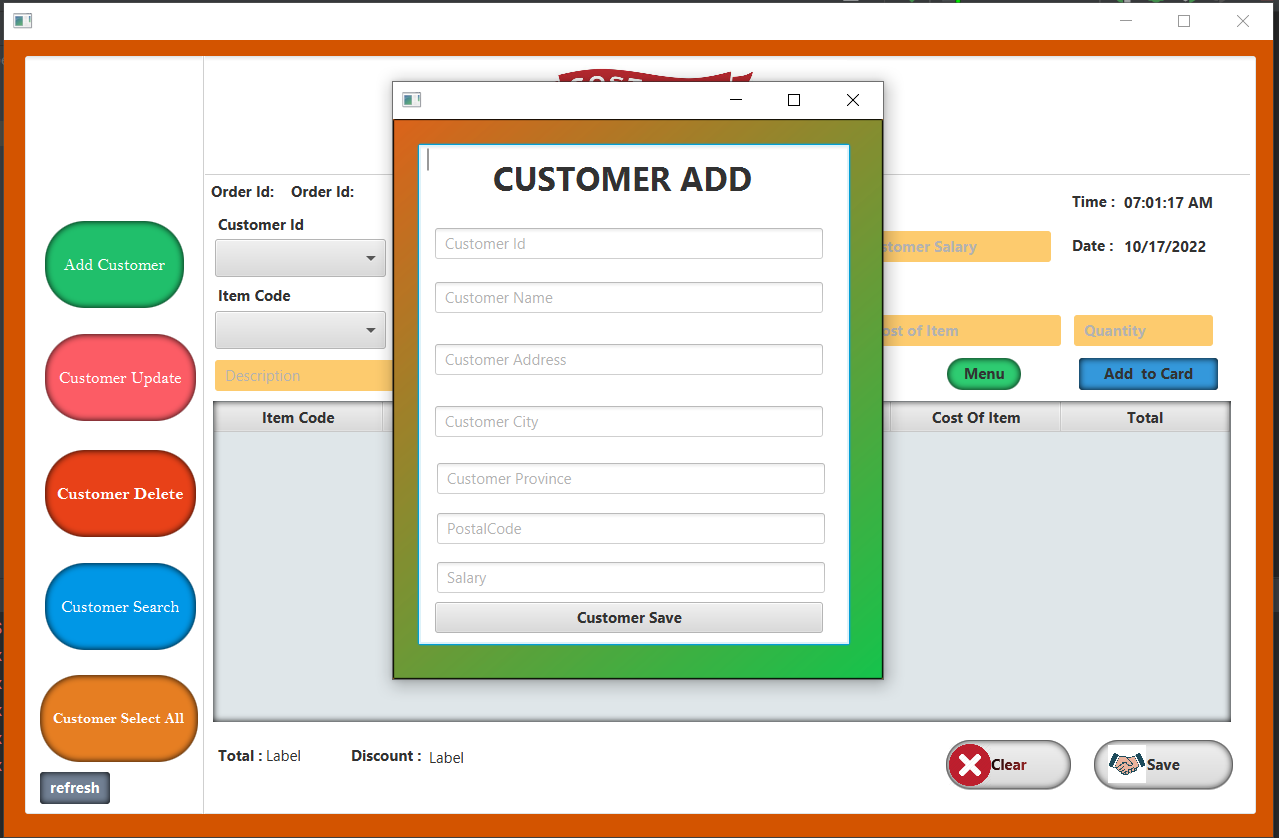 COST
CUSTOMER ADD
Customer Id
Customer Name
Customer Address
Customer City
Customer Province
PostalCode
Salary
Customer Save
Add Customer
Customer Update
Customer Delete
Customer Search
Customer Select All
refresh
Order Id: Order Id:
Customer Id
Item Code
Description
Time : 07:01:17 AM
Date : 10/17/2022
Salary
of Item
Quantity
Menu
Add to Card
Item Code
Cost Of Item
Total
Total : Label
Discount : Label
Clear
Save